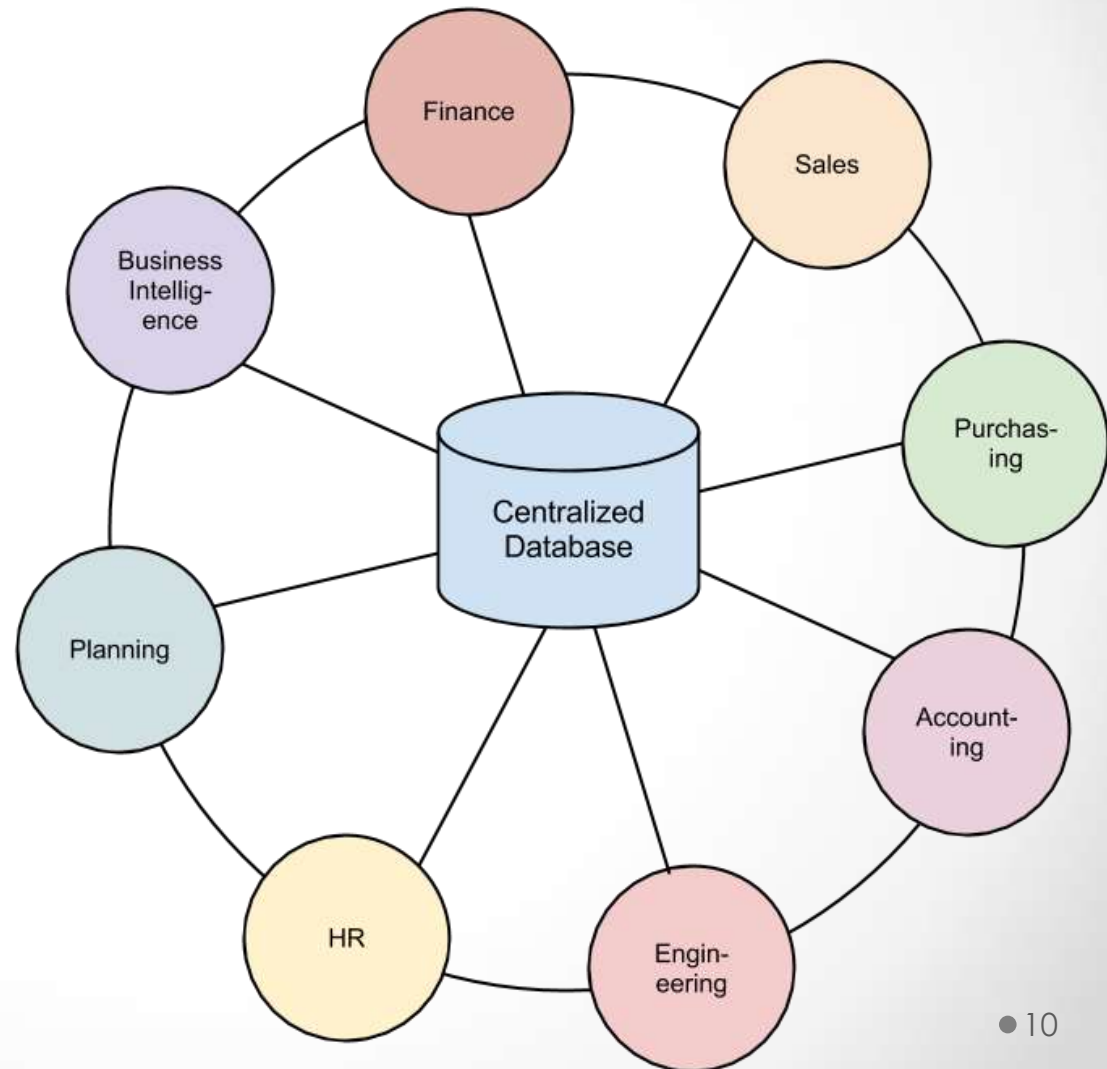 Finance
Sales
Business
Intellig-
ence
Purchas-
ing
Centralized
Database
Planning
Account-
ing
HR
Engin-
eering
10